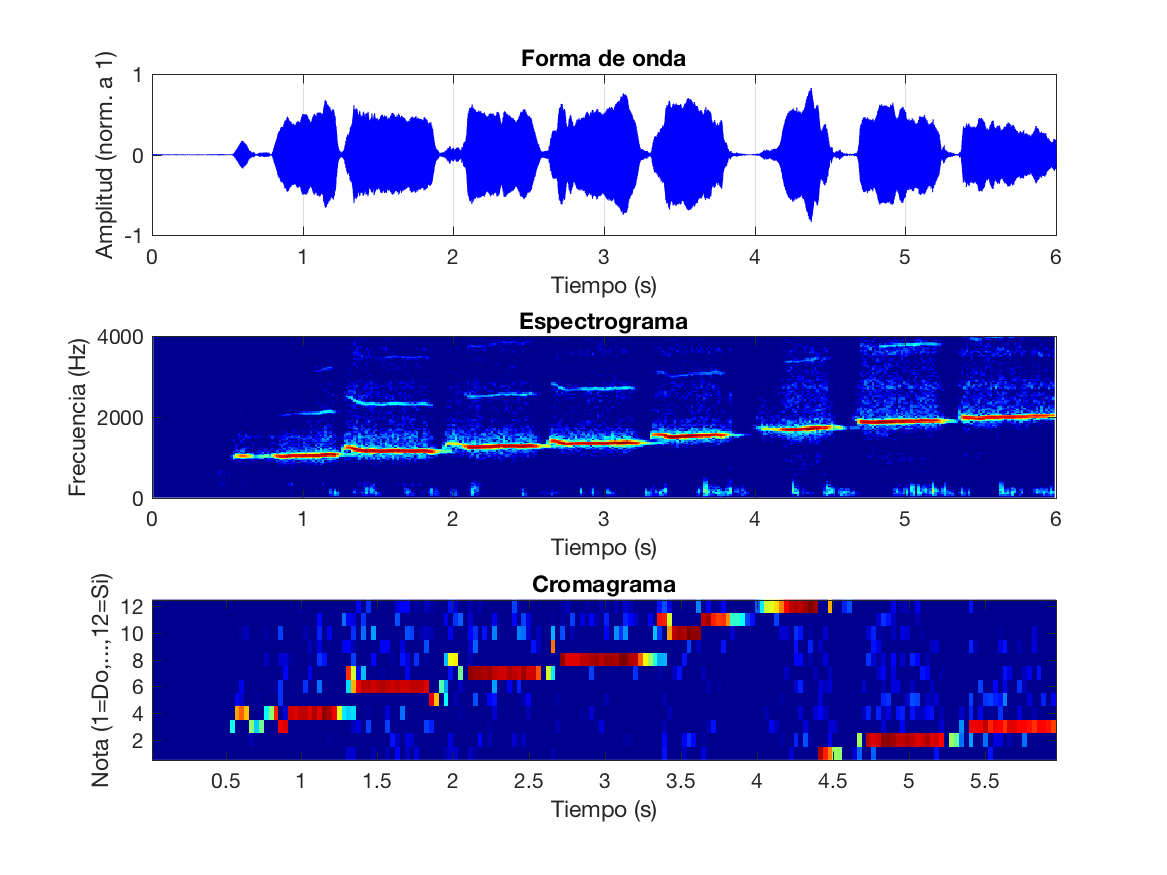 Forma de onda
Amplitud (norm. a 1)
1
0
-1
0 1 2 3 4 5 6
Tiempo (s)
Espectrograma
Frecuencia (Hz)
4000
2000
0
0 1 2 3 4 5 6
Tiempo (s)
Cromagrama
Nota (1=Do,...,12=Si)
12
10
8
6
4
2
0.5 1 1.5 2 2.5 3 3.5 4 4.5 5 5.5
Tiempo (s)